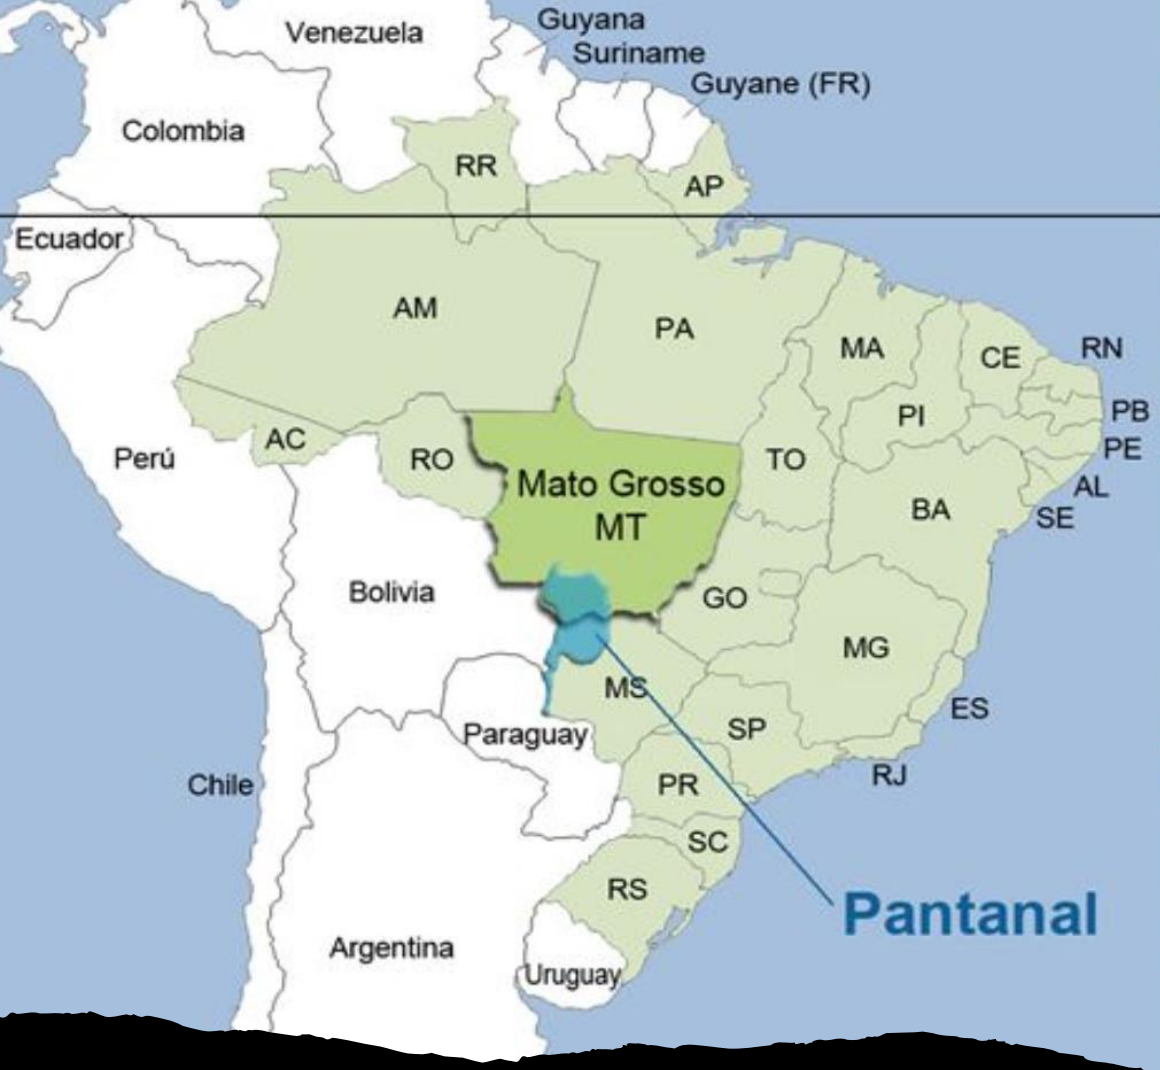 Guyana
Venezuela
Suriname
Guyane (FR)
Colombia
RR
AP
Ecuador
AM
PA
MA
CE
RN
PI
PB
AC
PE
Perú
RO
TO
Mato Grosso
MT
AL
BA
SE
Bolivia
GO
MG
MS
ES
SP
Paraguay
RJ
Chile
PR
SC
RS
Pantanal
Argentina
Uruguay